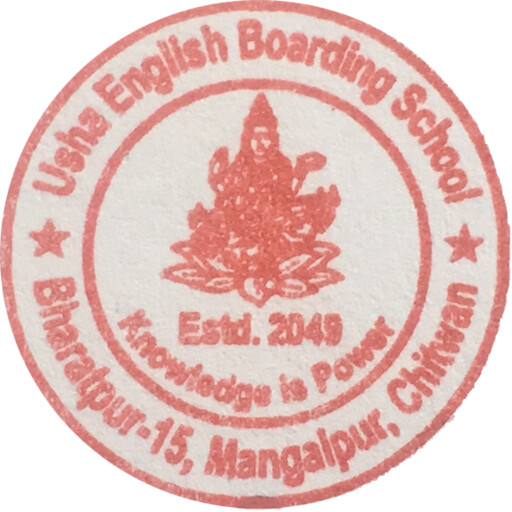 Usha English Boarding School
Estd. 2049
Knowledge is Power
Bharatpur-15, Mangalpur, Chitwan